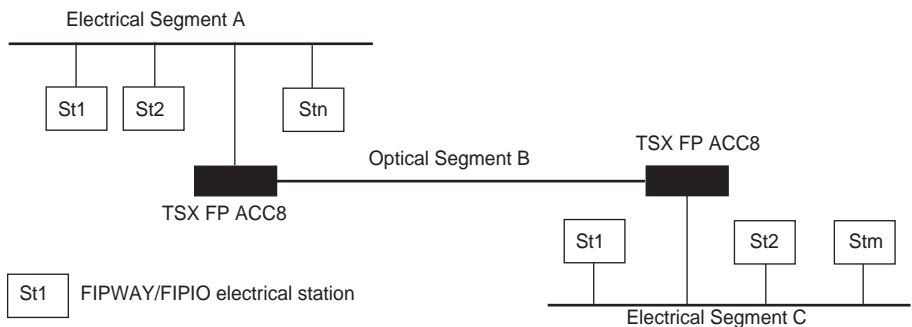 Electrical Segment A
St1
St2
Stn
Optical Segment B
TSX FP ACC8
TSX FP ACC8
St1
St2
Stm
St1
FIPWAY/FIPIO electrical station
Electrical Segment C